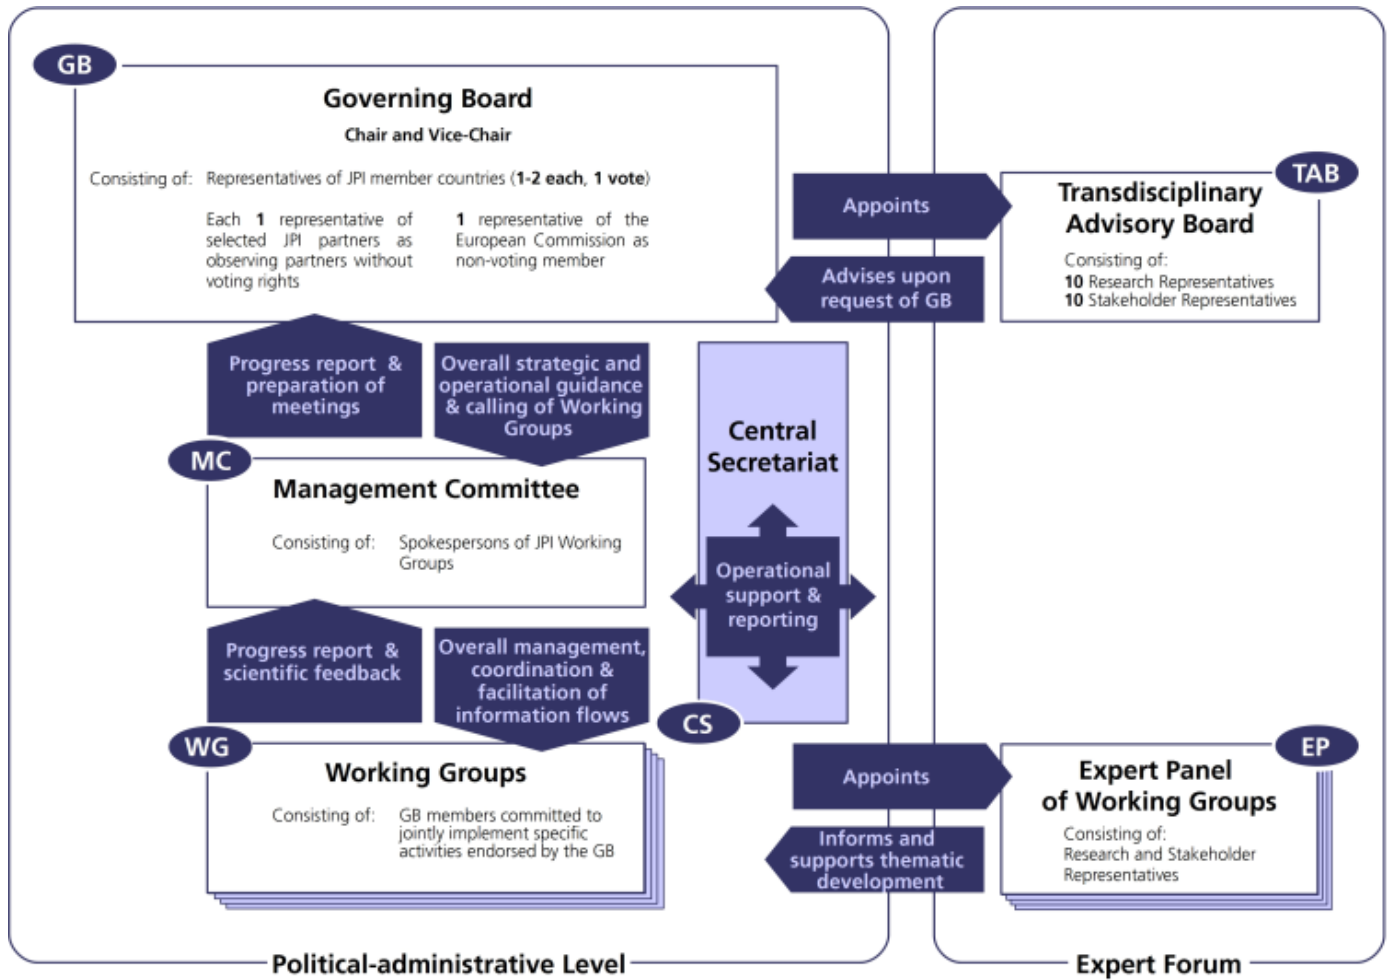 GB
Governing Board
Chair and Vice-Chair
Consisting of: Representatives of JPI member countries (1-2 each, 1 vote)
Each 1 representative of
selected JPI partners as
observing partners without
voting rights
1 representative of the
European Commission as
non-voting member
Appoints
Advises upon
request of GB
TAB
Transdisciplinary
Advisory Board
Consisting of:
10 Research Representatives
10 Stakeholder Representatives
Progress report &
preparation of
meetings
Overall strategic and
operational guidance
& calling of Working
Groups
Central
Secretariat
Operational
support &
reporting
CS
MC
Management Committee
Consisting of: Spokespersons of JPI Working
Groups
Progress report &
scientific feedback
Overall management,
coordination &
facilitation of
information flows
WG
Working Groups
Consisting of: GB members committed to
jointly implement specific
activities endorsed by the GB
Appoints
Informs and
supports thematic
development
EP
Expert Panel
of Working Groups
Consisting of:
Research and Stakeholder
Representatives
Political-administrative Level
Expert Forum